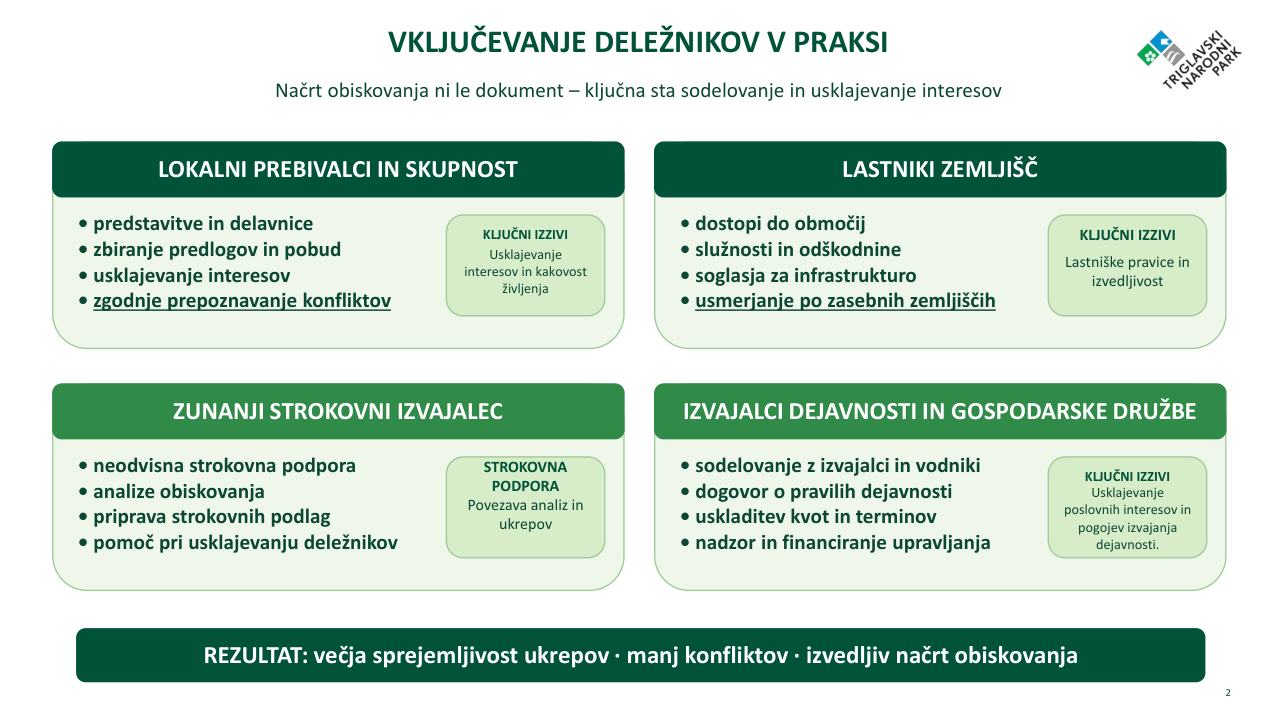 VKLJUČEVANJE DELEŽNIKOV V PRAKSI
TRIGLAVSKI
NARODNI
PARK
Načrt obiskovanja ni le dokument – ključna sta sodelovanje in usklajevanje interesov
LOKALNI PREBIVALCI IN SKUPNOST
• predstavitve in delavnice
• zbiranje predlogov in pobud
• usklajevanje interesov
• zgodnje prepoznavanje konfliktov
KLJUČNI IZZIVI
Usklajevanje
interesov in kakovost
življenja
LASTNIKI ZEMLJIŠČ
• dostopi do območij
• služnosti in odškodnine
• soglasja za infrastrukturo
• usmerjanje po zasebnih zemljiščih
KLJUČNI IZZIVI
Lastniške pravice in
izvedljivost
ZUNANJI STROKOVNI IZVAJALEC
• neodvisna strokovna podpora
• analize obiskovanja
• priprava strokovnih podlag
• pomoč pri usklajevanju deležnikov
STROKOVNA
PODPORA
Povezava analiz in
ukrepov
IZVAJALCI DEJAVNOSTI IN GOSPODARSKE DRUŽBE
• sodelovanje z izvajalci in vodniki
• dogovor o pravilih dejavnosti
• uskladitev kvot in terminov
• nadzor in financiranje upravljanja
KLJUČNI IZZIVI
Usklajevanje
poslovnih interesov in
pogojev izvajanja
dejavnosti.
REZULTAT: večja sprejemljivost ukrepov · manj konfliktov · izvedljiv načrt obiskovanja
2